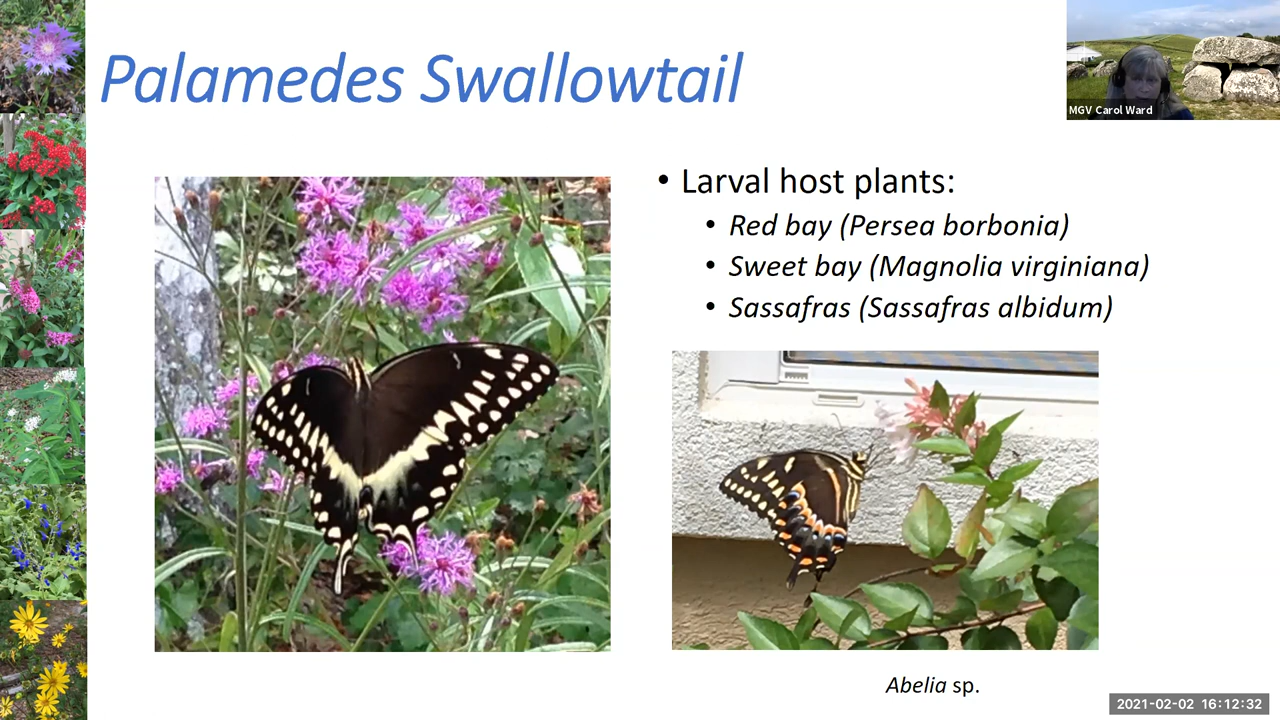 Palamedes Swallowtail
MGV Carol Ward
• Larval host plants:
• Red bay (Persea borbonia)
• Sweet bay (Magnolia virginiana)
• Sassafras (Sassafras albidum)
Abelia sp.
2021-02-02 16:12:32